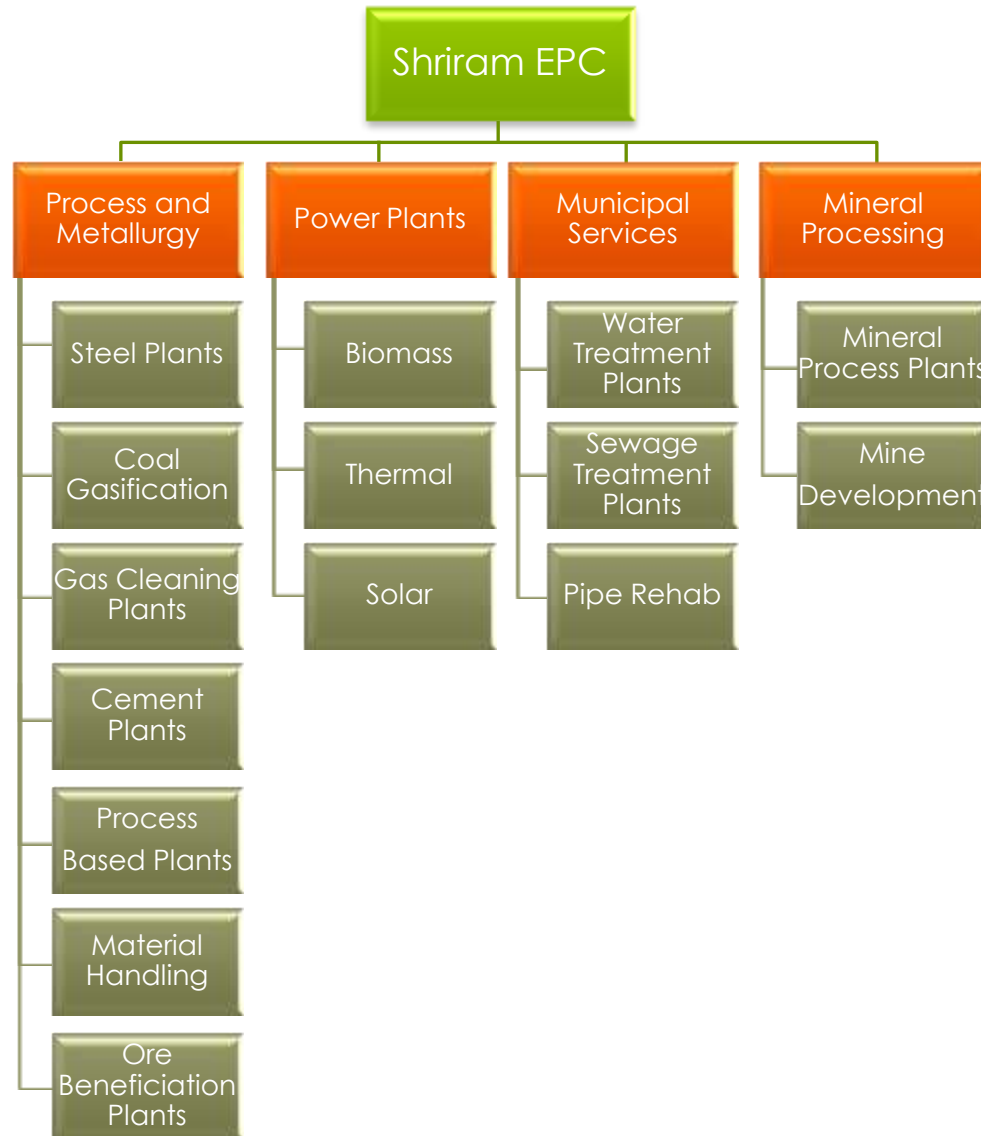 Shriram EPC
Process and
Metallurgy
Steel Plants
Coal
Gasification
Gas Cleaning
Plants
Cement
Plants
Process
Based Plants
Material
Handling
Ore
Beneficiation
Plants
Power Plants
Biomass
Thermal
Solar
Municipal
Services
Water
Treatment
Plants
Sewage
Treatment
Plants
Pipe Rehab
Mineral
Processing
Mineral
Process Plants
Mine
Development